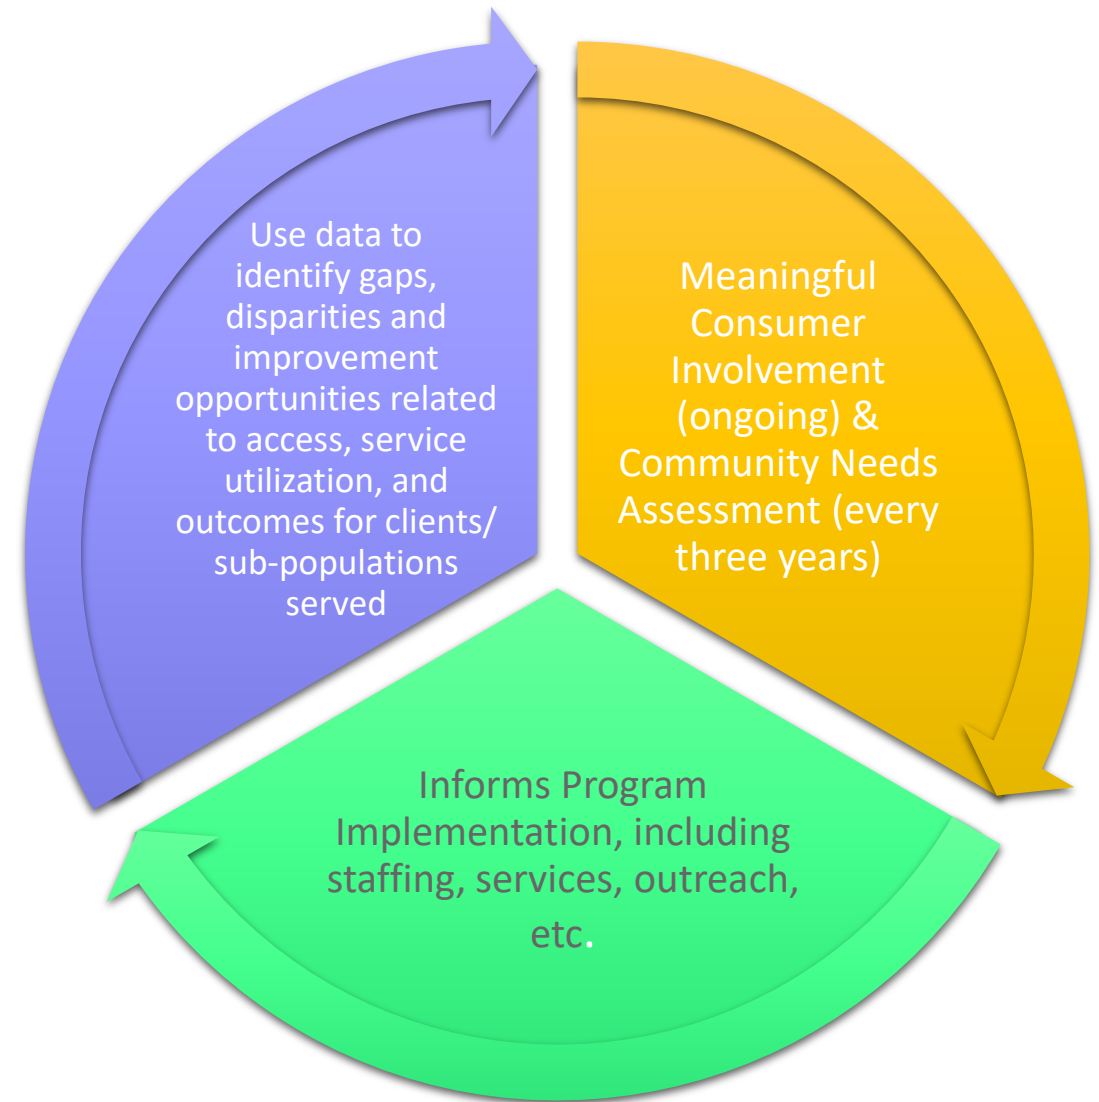 Use data to
identify gaps,
disparities and
improvement
opportunities related
to access, service
utilization, and
outcomes for clients/
sub-populations
served
Meaningful
Consumer
Involvement
(ongoing) &
Community Needs
Assessment (every
three years)
Informs Program
Implementation, including
staffing, services, outreach,
etc.